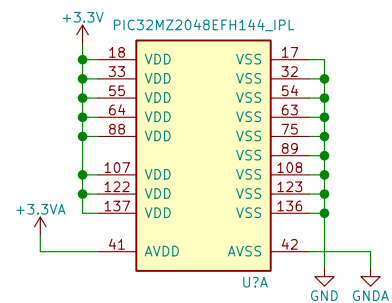 +3.3V
PIC32MZ2048EFH144_IPL
18 VDD VSS 17
33 VDD VSS 32
55 VDD VSS 54
64 VDD VSS 63
88 VDD VSS 75
VSS 89
107 VDD VSS 108
122 VDD VSS 123
137 VDD VSS 136
+3.3VA
41 AVDD AVSS 42
U?A
GND GNDA